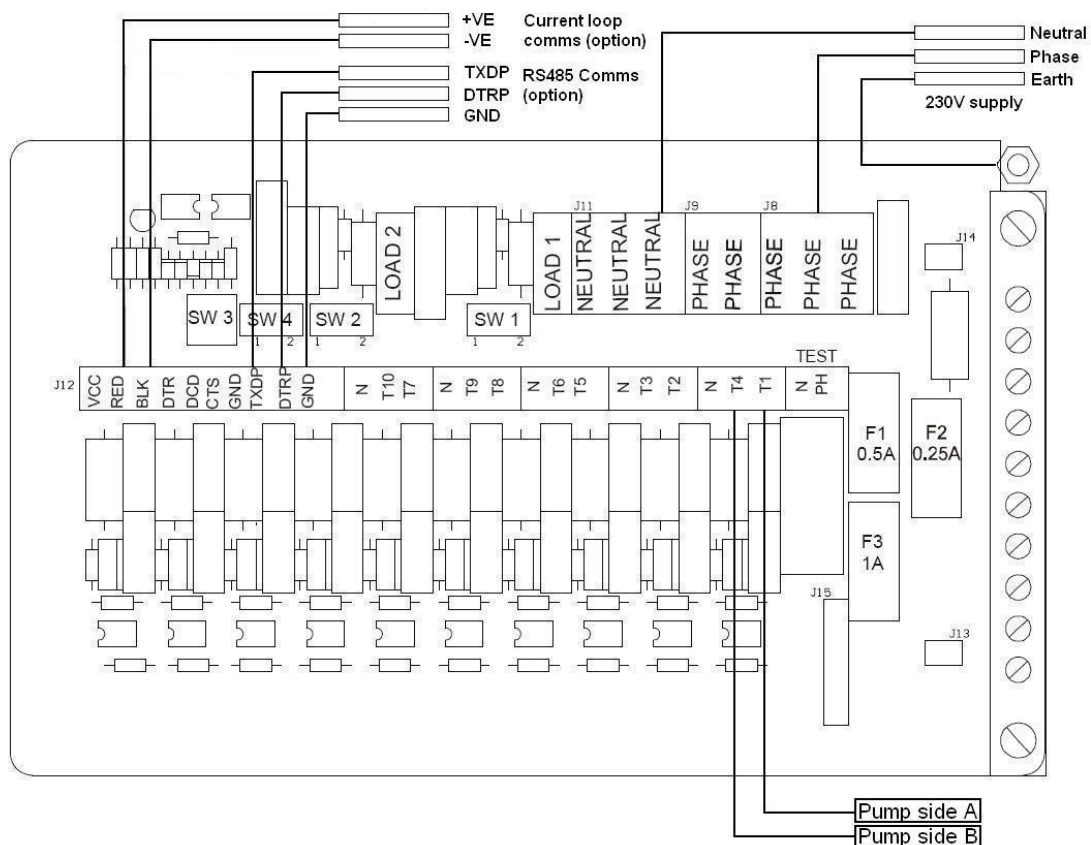 +VE Current loop
-VE comms (option)
TXDP RS485 Comms
DTRP (option)
GND
Neutral
Phase
Earth
230V supply
J11
J9
J8
J14
LOAD 2
LOAD 1
NEUTRAL
NEUTRAL
NEUTRAL
PHASE
PHASE
PHASE
PHASE
PHASE
SW 3
SW 4
1 2
SW 2
1 2
SW 1
1 2
TEST
J12
VCC
RED
BLK
DTR
DCD
CTS
GND
TXDP
DTRP
GND
N
T10
T7
N
T9
T8
N
T6
T5
N
T3
T2
N
T4
T1
N
PH
F1
0.5A
F2
0.25A
F3
1A
J15
J13
Pump side A
Pump side B